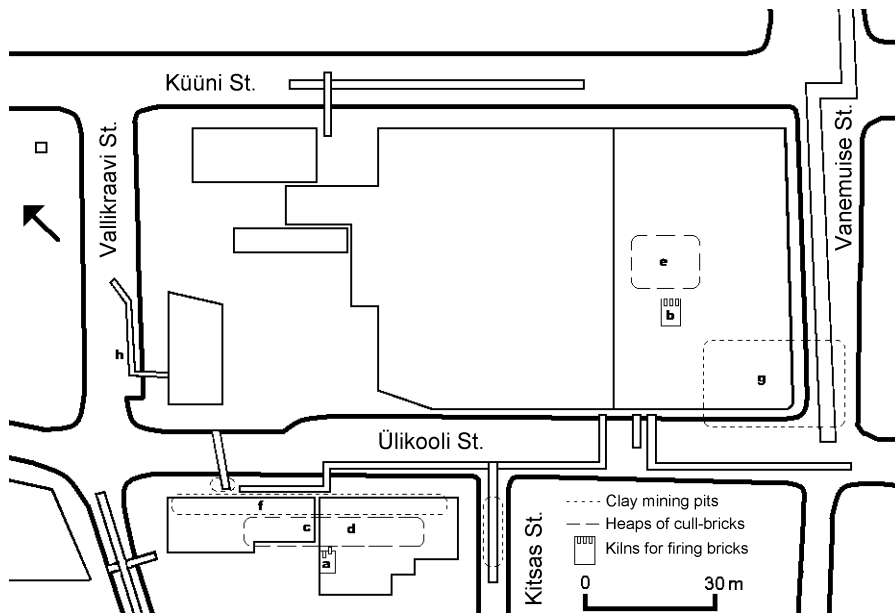 Küüni St.
Vallikraavi St.
Vanemuise St.
e
b
h
g
Ülikooli St.
f
c
d
a
Kitsas St.
Clay mining pits
Heaps of cull-bricks
Kilns for firing bricks
0 30 m